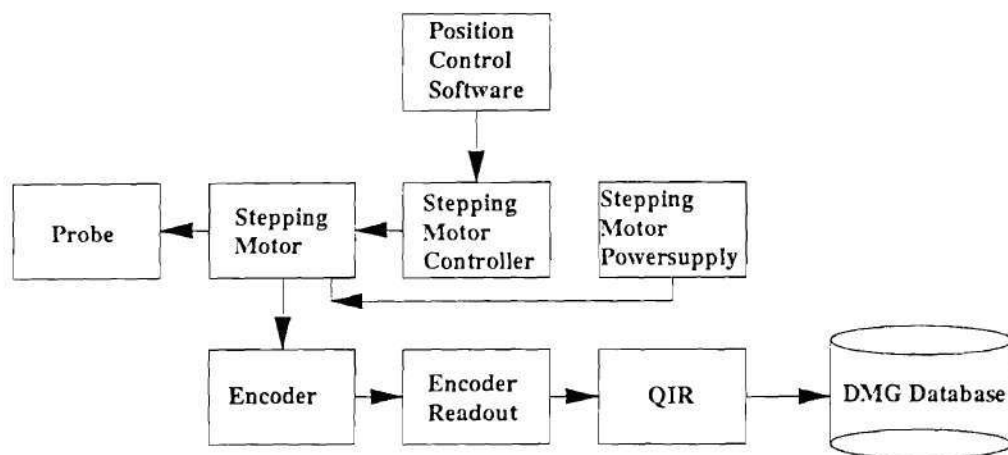 Position
Control
Software
Probe
Stepping
Motor
Stepping
Motor
Controller
Stepping
Motor
Powersupply
Encoder
Encoder
Readout
QIR
DMG Database